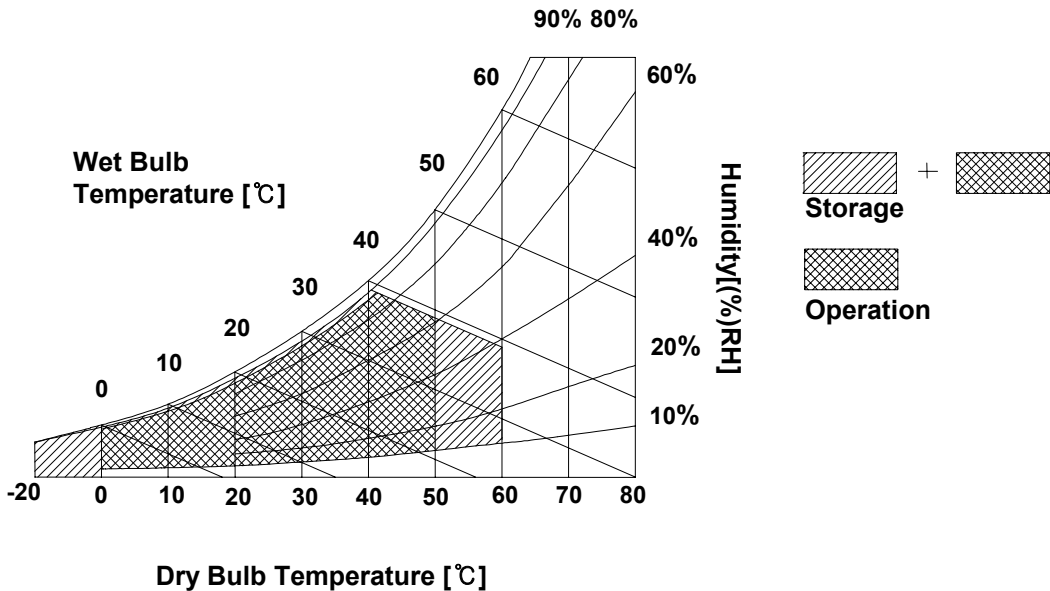 90% 80%
60
60%
50
Wet Bulb
Temperature [℃]
40
40%
Humidity[(%)RH]
30
20
20%
10
10%
0
-20 0 10 20 30 40 50 60 70 80
Dry Bulb Temperature [℃]
+
Storage
Operation